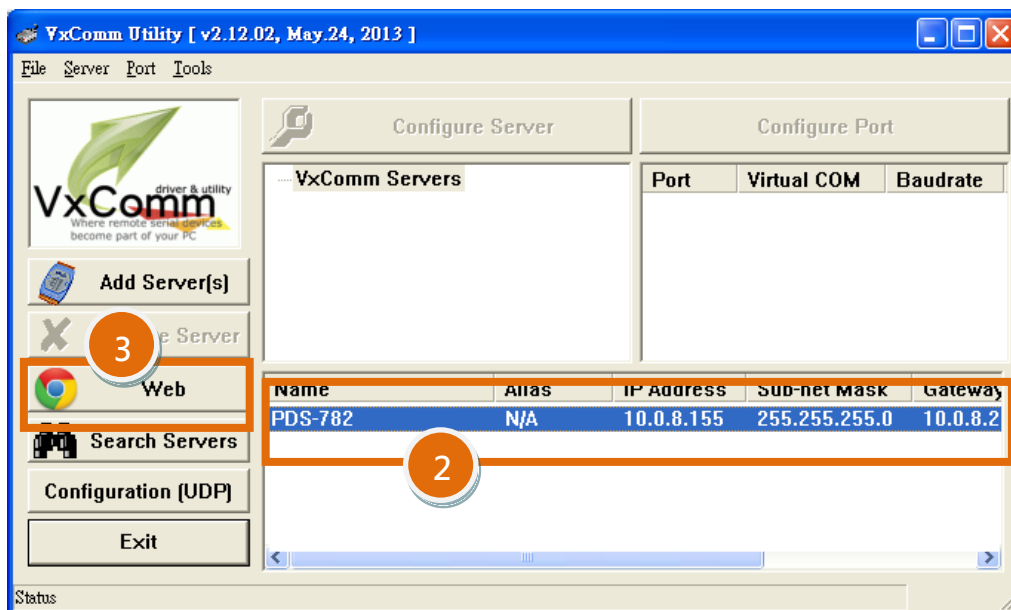 VxComm Utility [ v2.12.02, May.24, 2013 ]
File Server Port Tools
VxComm
driver & utility
Where remote serial devices
become part of your PC
Configure Server
Configure Port
VxComm Servers
Port Virtual COM Baudrate
Add Server(s)
3
Server
Web
Name Alias IP Address Sub-net Mask Gateway
PDS-782 N/A 10.0.8.155 255.255.255.0 10.0.8.2
Search Servers
2
Configuration (UDP)
Exit
Status